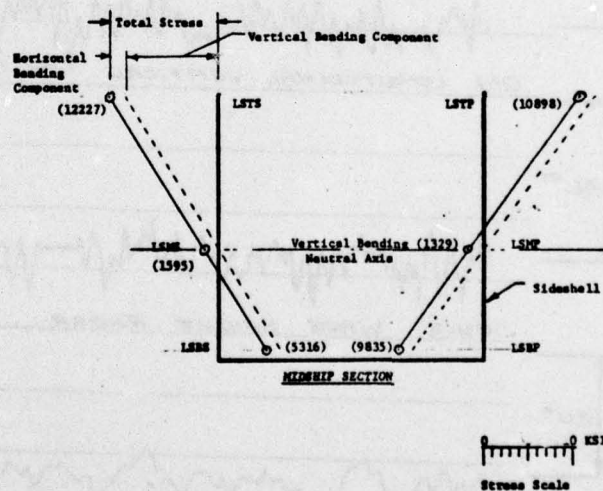 Total Stress
Vertical Bending Component
Horizontal
Bending
Component
(12227)
LSTS
LSTP
(10898)
LSMS
(1595)
Vertical Bending (1329)
Neutral Axis
LSMP
Sideshell
LSBS
(5316)
(9835)
LSBP
MIDSHIP SECTION
0 0 KSI
Stress Scale